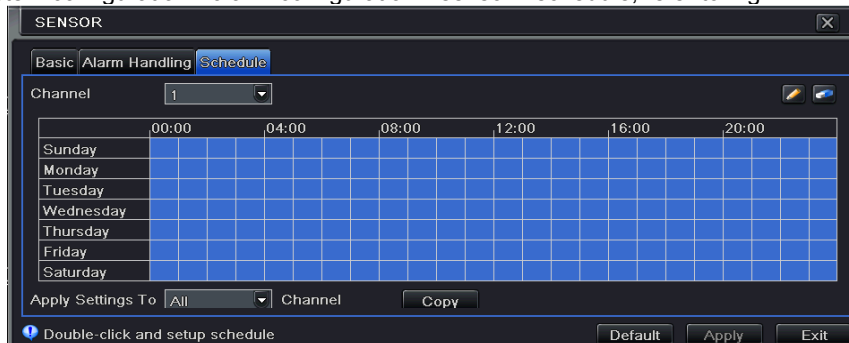 SENSOR
Basic Alarm Handling Schedule
Channel 1
00:00 04:00 08:00 12:00 16:00 20:00
Sunday
Monday
Tuesday
Wednesday
Thursday
Friday
Saturday
Apply Settings To All Channel Copy
Double-click and setup schedule Default Apply Exit